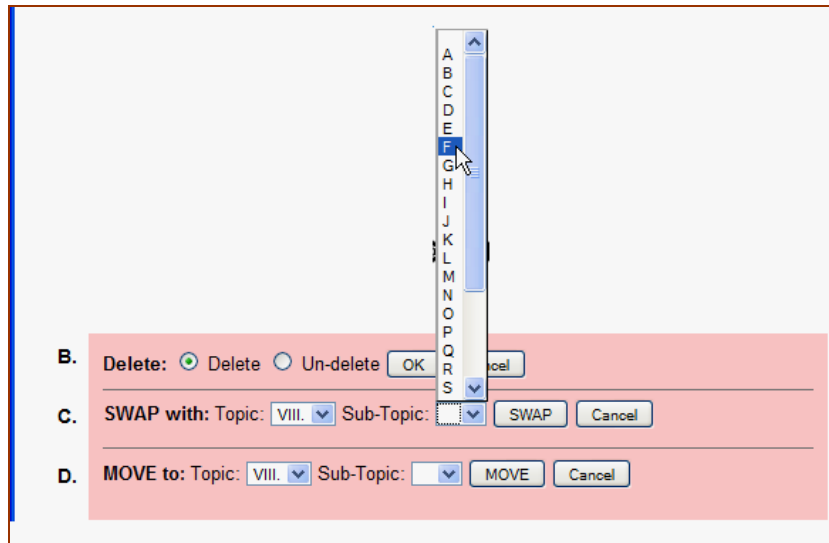 A
B
C
D
E
F
G
H
I
J
K
L
M
N
O
P
Q
R
S
B. Delete: Delete Un-delete OK
C. SWAP with: Topic: VIII. Sub-Topic: SWAP Cancel
D. MOVE to: Topic: VIII. Sub-Topic: MOVE Cancel